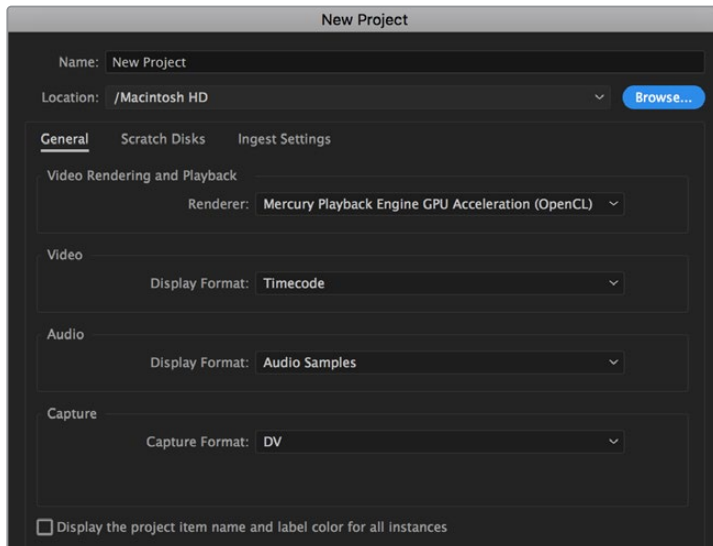 New Project
Name: New Project
Location: /Macintosh HD Browse...
General Scratch Disks Ingest Settings
Video Rendering and Playback
Renderer: Mercury Playback Engine GPU Acceleration (OpenCL)
Video
Display Format: Timecode
Audio
Display Format: Audio Samples
Capture
Capture Format: DV
Display the project item name and label color for all instances